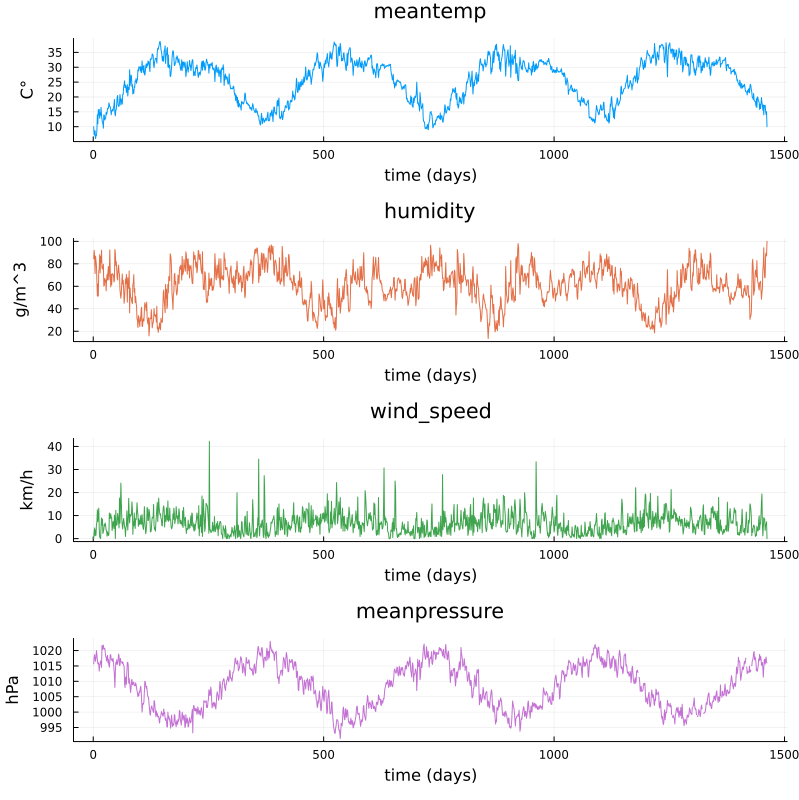 meantemp
35
30
25
20
15
10
C°
0 500 1000 1500
time (days)
humidity
100
80
60
40
20
g/m^3
0 500 1000 1500
time (days)
wind_speed
40
30
20
10
0
km/h
0 500 1000 1500
time (days)
meanpressure
1020
1015
1010
1005
1000
995
hPa
0 500 1000 1500
time (days)